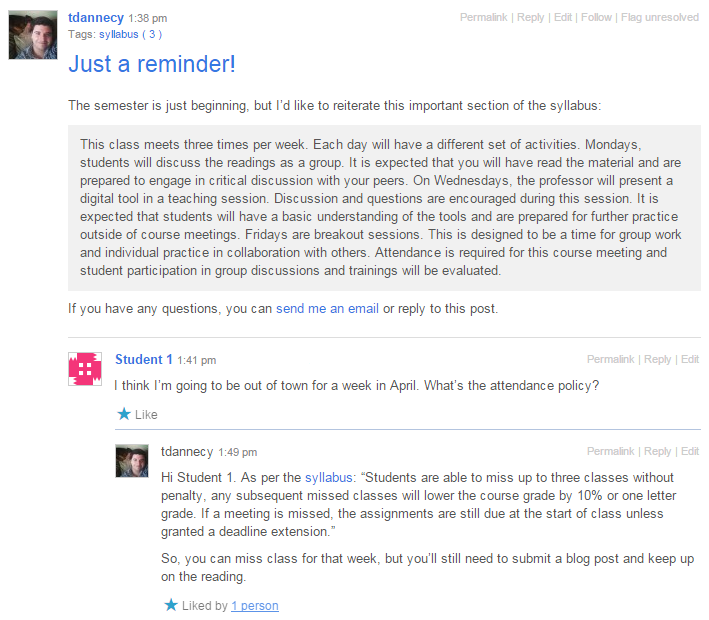 tdannecy 1:38 pm
Permalink | Reply | Edit | Follow | Flag unresolved
Tags: syllabus ( 3 )
Just a reminder!
The semester is just beginning, but I'd like to reiterate this important section of the syllabus:
This class meets three times per week. Each day will have a different set of activities. Mondays,
students will discuss the readings as a group. It is expected that you will have read the material and are
prepared to engage in critical discussion with your peers. On Wednesdays, the professor will present a
digital tool in a teaching session. Discussion and questions are encouraged during this session. It is
expected that students will have a basic understanding of the tools and are prepared for further practice
outside of course meetings. Fridays are breakout sessions. This is designed to be a time for group work
and individual practice in collaboration with others. Attendance is required for this course meeting and
student participation in group discussions and trainings will be evaluated.
If you have any questions, you can send me an email or reply to this post.
Student 1 1:41 pm
Permalink | Reply | Edit
I think I'm going to be out of town for a week in April. What's the attendance policy?
Like
tdannecy 1:49 pm
Permalink | Reply | Edit
Hi Student 1. As per the syllabus: “Students are able to miss up to three classes without
penalty, any subsequent missed classes will lower the course grade by 10% or one letter
grade. If a meeting is missed, the assignments are still due at the start of class unless
granted a deadline extension.”
So, you can miss class for that week, but you'll still need to submit a blog post and keep up
on the reading.
Liked by 1 person